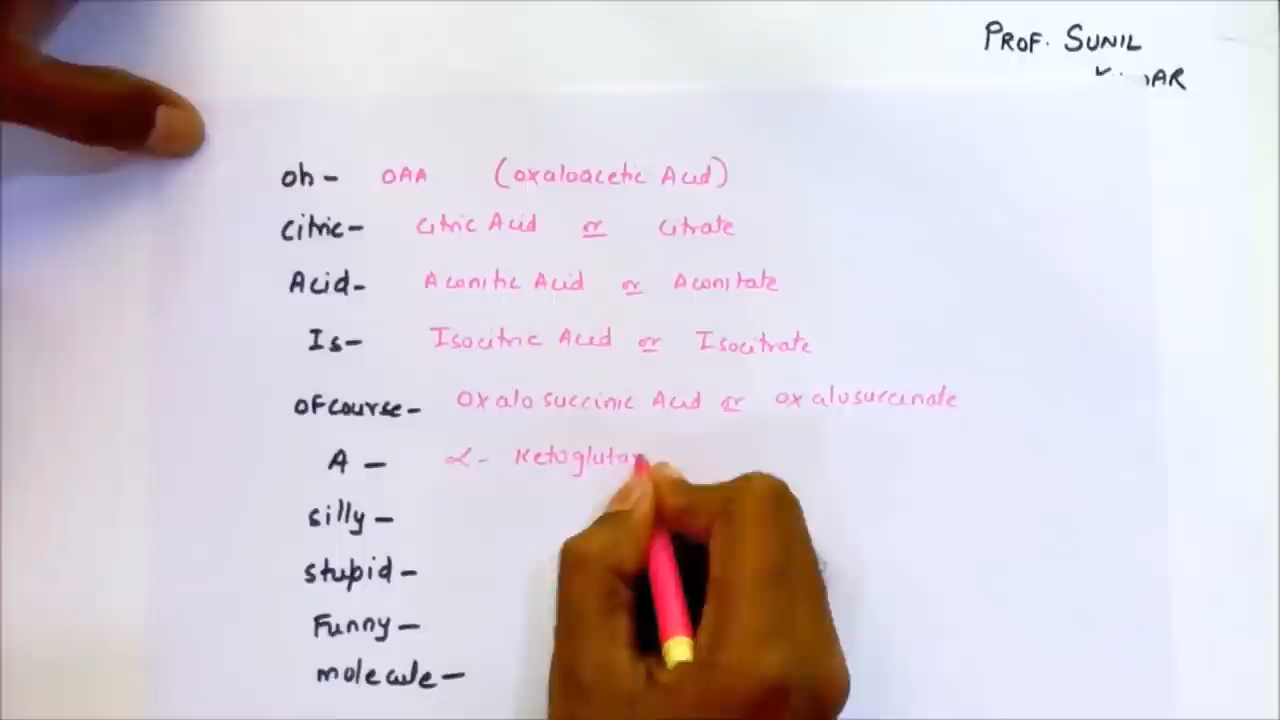 PROF. SUNIL
oh - OAA (oxaloacetic Acid)
Citric - Citric Acid or Citrate
Acid - Aconitic Acid or Aconitate
Is - Isocitric Acid or Isocitrate
OFcourse - Oxalosuccinic Acid or oxalosuccinate
A - α - Ketogluta
silly -
stupid -
Funny -
molecule -